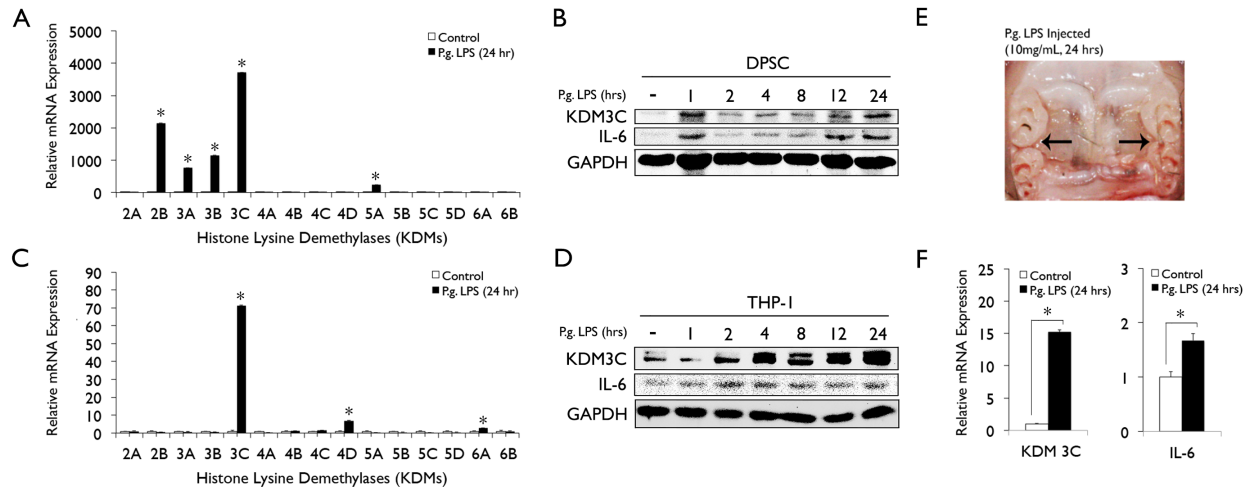 A
Relative mRNA Expression
5000
4000
3000
2000
1000
0
Control
P.g. LPS (24 hr)
* * * * *
2A 2B 3A 3B 3C 4A 4B 4C 4D 5A 5B 5C 5D 6A 6B
Histone Lysine Demethylases (KDMs)
B
DPSC
P.g. LPS (hrs) - 1 2 4 8 12 24
KDM3C
IL-6
GAPDH
E
P.g. LPS Injected
(10mg/mL, 24 hrs)
C
Relative mRNA Expression
90
80
70
60
50
40
30
20
10
0
Control
P.g. LPS (24 hr)
* * *
2A 2B 3A 3B 3C 4A 4B 4C 4D 5A 5B 5C 5D 6A 6B
Histone Lysine Demethylases (KDMs)
D
THP-1
P.g. LPS (hrs) - 1 2 4 8 12 24
KDM3C
IL-6
GAPDH
F
Relative mRNA Expression
25
20
15
10
5
0
Control
P.g. LPS (24 hrs)
*
KDM 3C
3
2
2
1
1
0
Control
P.g. LPS (24 hrs)
*
IL-6